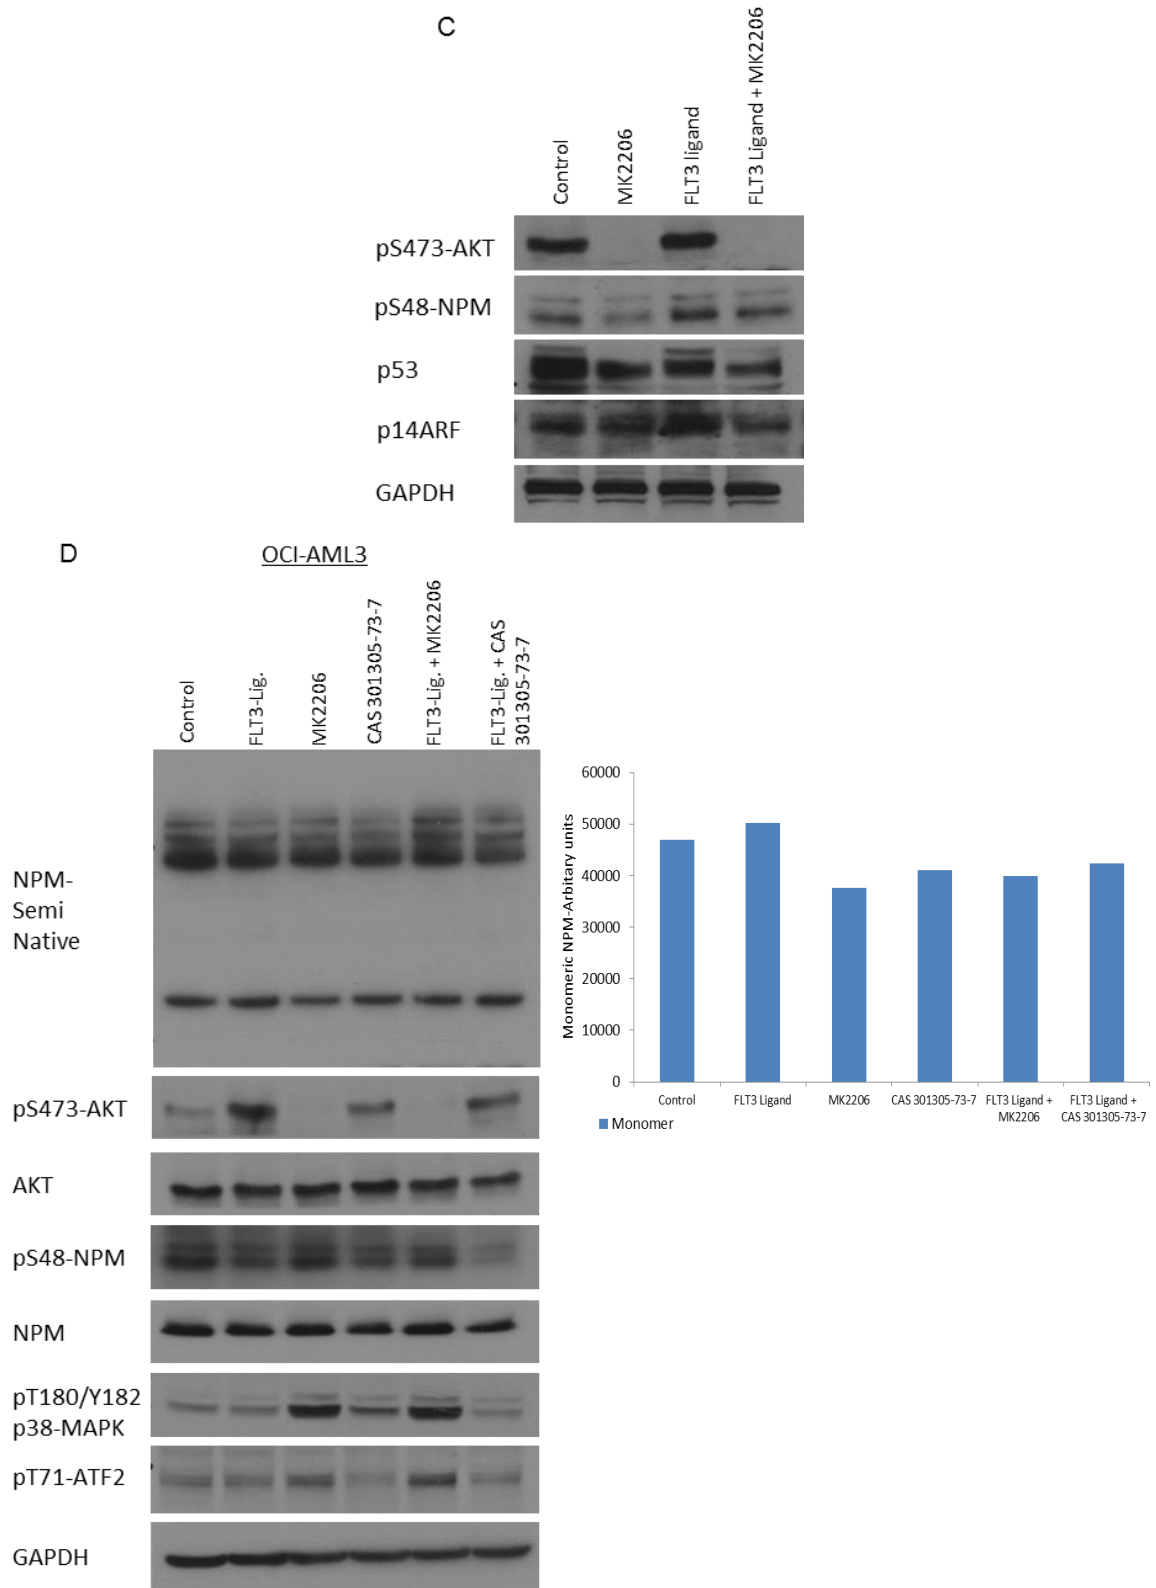 C
Control
MK2206
FLT3 ligand
FLT3 Ligand + MK2206
pS473-AKT
pS48-NPM
p53
p14ARF
GAPDH
D
OCI-AML3
Control
FLT3-Lig.
MK2206
CAS 301305-73-7
FLT3-Lig. + MK2206
FLT3-Lig. + CAS
301305-73-7
NPM-
Semi
Native
pS473-AKT
AKT
pS48-NPM
NPM
pT180/Y182
p38-MAPK
pT71-ATF2
GAPDH
Monomeric NPM-Arbitary units
60000
50000
40000
30000
20000
10000
0
Control
FLT3 Ligand
MK2206
CAS 301305-73-7
FLT3 Ligand +
MK2206
FLT3 Ligand +
CAS 301305-73-7
Monomer